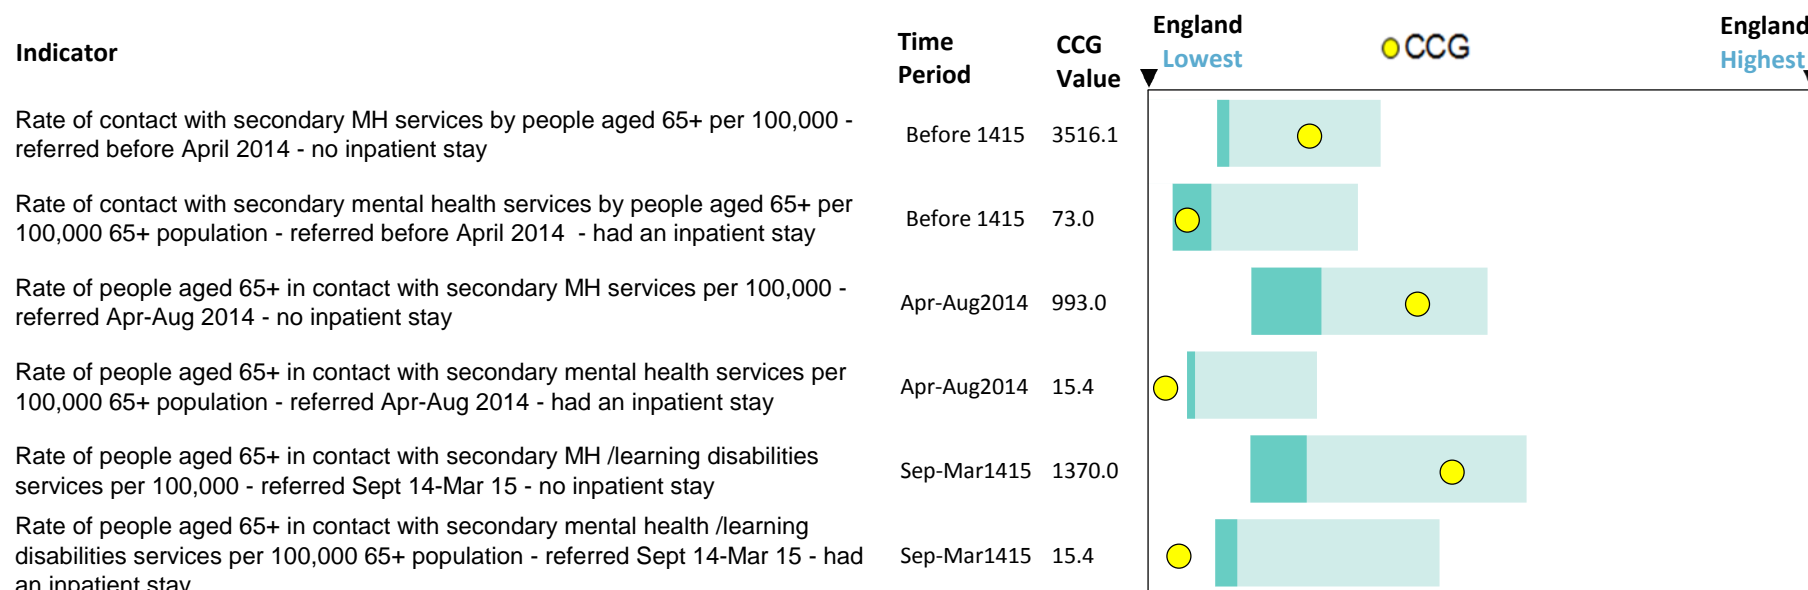 Indicator
Time Period
CCG Value
England Lowest
CCG
England Highest
Rate of contact with secondary MH services by people aged 65+ per 100,000 -
referred before April 2014 - no inpatient stay
Before 1415 3516.1
Rate of contact with secondary mental health services by people aged 65+ per
100,000 65+ population - referred before April 2014 - had an inpatient stay
Before 1415 73.0
Rate of people aged 65+ in contact with secondary MH services per 100,000 -
referred Apr-Aug 2014 - no inpatient stay
Apr-Aug2014 993.0
Rate of people aged 65+ in contact with secondary mental health services per
100,000 65+ population - referred Apr-Aug 2014 - had an inpatient stay
Apr-Aug2014 15.4
Rate of people aged 65+ in contact with secondary MH /learning disabilities
services per 100,000 - referred Sept 14-Mar 15 - no inpatient stay
Sep-Mar1415 1370.0
Rate of people aged 65+ in contact with secondary mental health /learning
disabilities services per 100,000 65+ population - referred Sept 14-Mar 15 - had
an inpatient stay
Sep-Mar1415 15.4